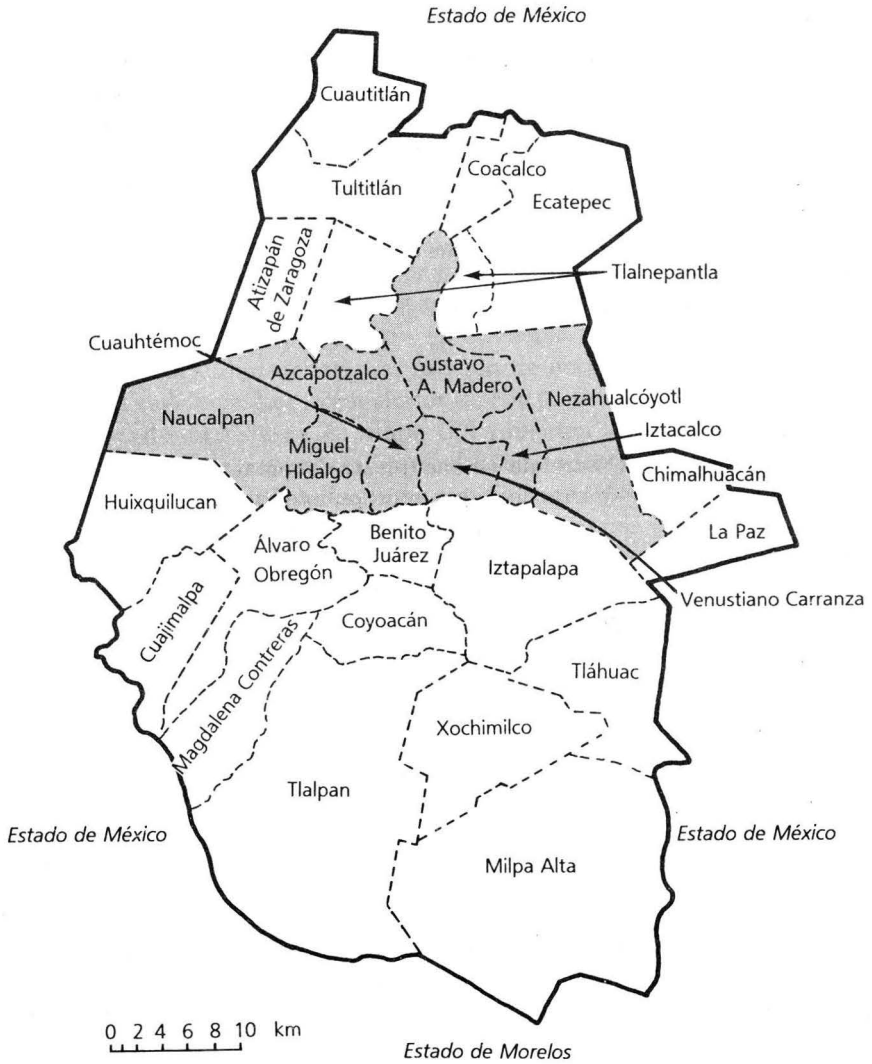 Estado de México
Cuautitlán
Tultitlán
Coacalco
Ecatepec
Atizapán
de Zaragoza
Tlalnepantla
Cuauhtémoc
Azcapotzalco
Gustavo
A. Madero
Nezahualcóyotl
Naucalpan
Iztacalco
Miguel
Hidalgo
Chimalhuacán
Huixquilucan
La Paz
Álvaro
Obregón
Benito
Juárez
Iztapalapa
Venustiano Carranza
Cuajimalpa
Coyoacán
Magdalena Contreras
Tláhuac
Xochimilco
Tlalpan
Estado de México
Estado de México
Milpa Alta
0 2 4 6 8 10 km
Estado de Morelos